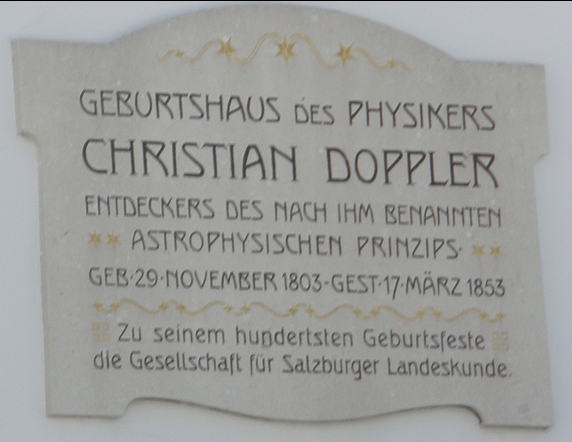 GEBURTSHAUS DES PHYSIKERS
CHRISTIAN DOPPLER
ENTDECKERS DES NACH IHM BENANNTEN
ASTROPHYSISCHEN PRINZIPS·
GEB·29·NOVEMBER 1803-GEST·17·MÄRZ 1853
Zu seinem hundertsten Geburtsfeste
die Gesellschaft für Salzburger Landeskunde.